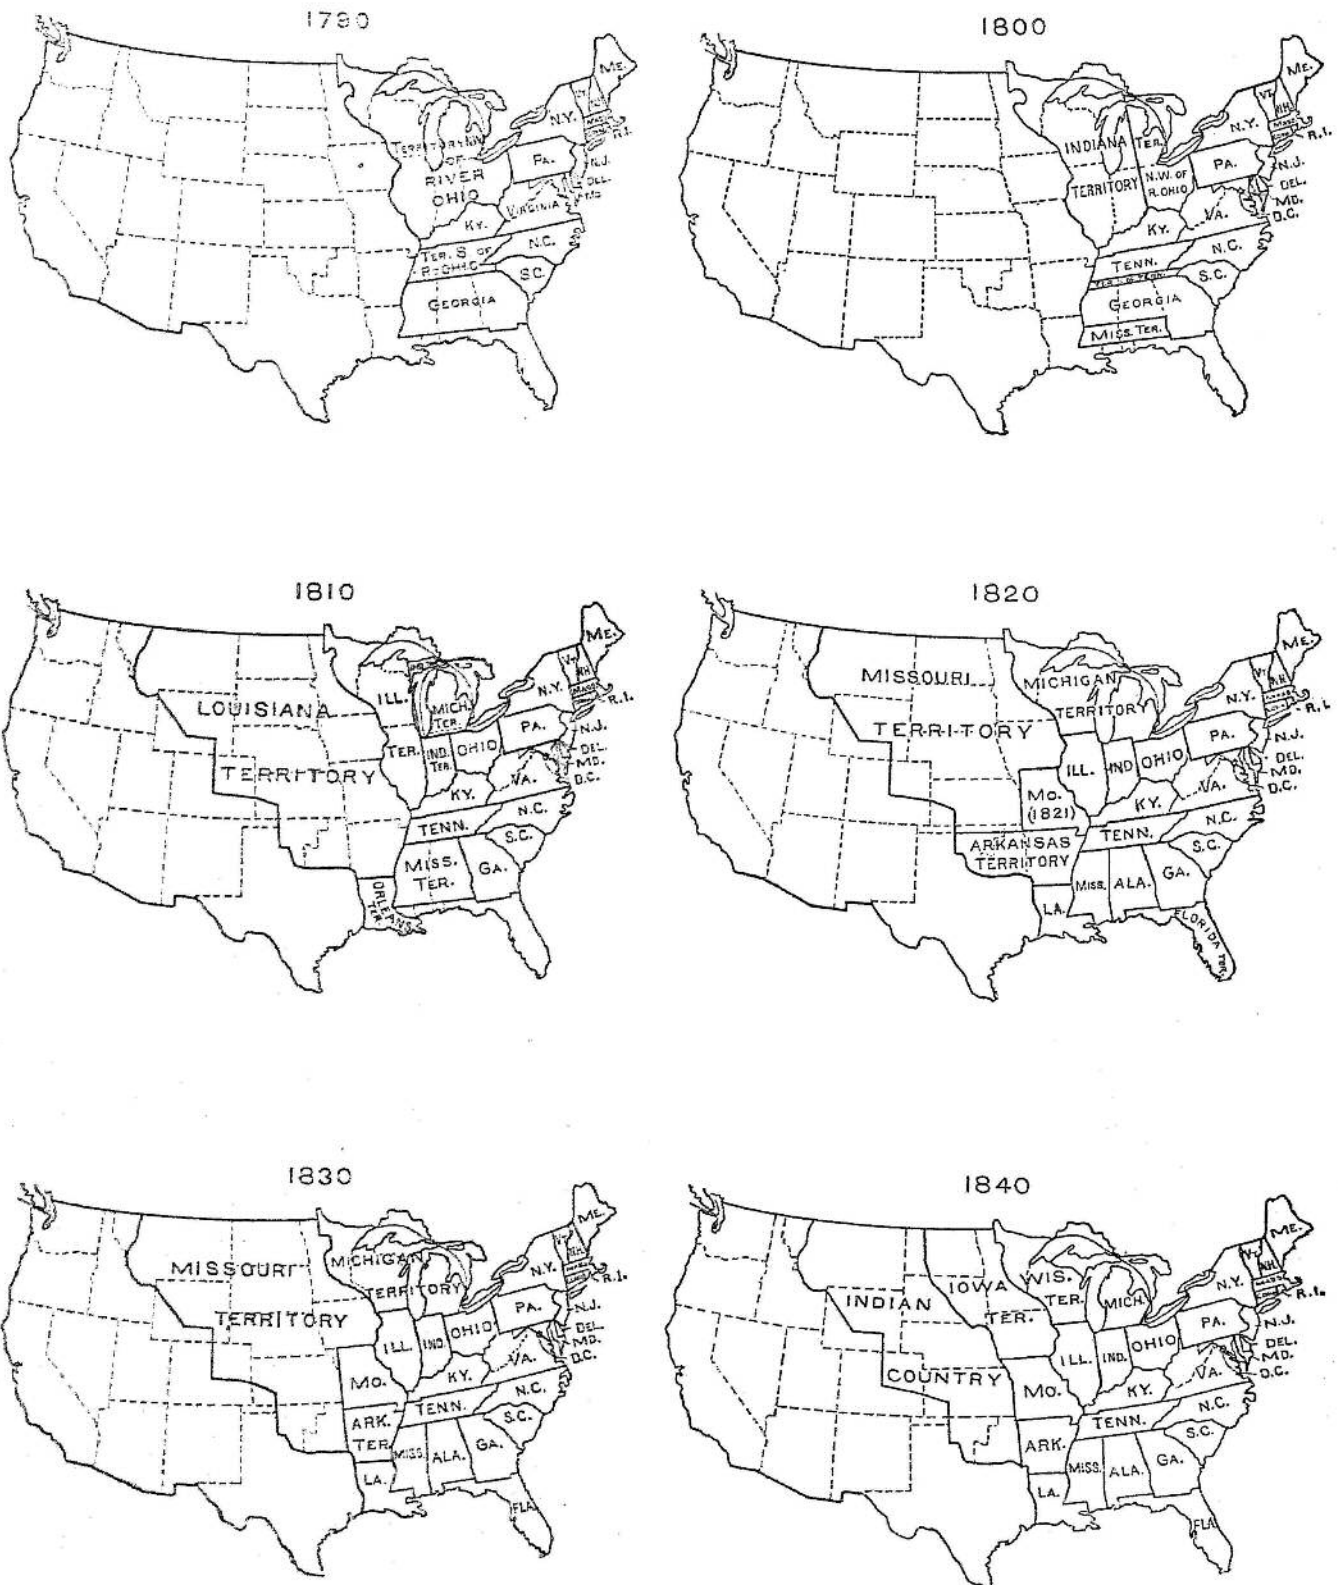 1790
ME.
N.Y.
R.I.
PA.
N.J.
DEL.
MD
OF
RIVER
OHIO
VIRGINIA
KY.
N.C.
TER. S OF
R. OHIO
S.C.
GEORGIA
1800
ME.
VT.
N.H.
N.Y.
MASS
R.I.
INDIANA
TER.
PA.
N.J.
TERRITORY
N.W. OF
R. OHIO
DEL.
MD.
D.C.
VA.
KY.
N.C.
TENN.
S.C.
GEORGIA
MISS. TER.
1810
ME.
VT.
N.H.
N.Y.
MASS
R.I.
ILL.
MICH.
TER.
LOUISIANA
PA.
N.J.
TER.
IND.
TER.
OHIO
DEL.
MD.
D.C.
TERRITORY
VA.
KY.
N.C.
TENN.
S.C.
MISS.
TER.
GA.
ORLEANS
TER.
1820
ME.
VT.
N.H.
N.Y.
R.I.
MISSOURI
MICHIGAN
TERRITORY
TERRITORY
PA.
N.J.
DEL.
MD.
D.C.
ILL.
IND
OHIO
VA.
MO.
(1821)
KY.
N.C.
TENN.
S.C.
ARKANSAS
TERRITORY
MISS.
ALA.
GA.
LA.
FLORIDA TER.
1830
ME.
VT.
N.H.
N.Y.
R.I.
MISSOURI
MICHIGAN
TERRITORY
TERRITORY
PA.
N.J.
DEL.
MD.
D.C.
ILL.
IND.
OHIO
VA.
MO.
KY.
N.C.
TENN.
S.C.
ARK.
TER.
MISS.
ALA.
GA.
LA.
FLA.
1840
ME.
VT.
N.H.
N.Y.
MASS
R.I.
IOWA
TER.
WIS.
TER.
MICH.
INDIAN
COUNTRY
PA.
N.J.
DEL.
MD.
D.C.
ILL.
IND.
OHIO
VA.
MO.
KY.
N.C.
TENN.
S.C.
ARK.
MISS.
ALA.
GA.
LA.
FLA.